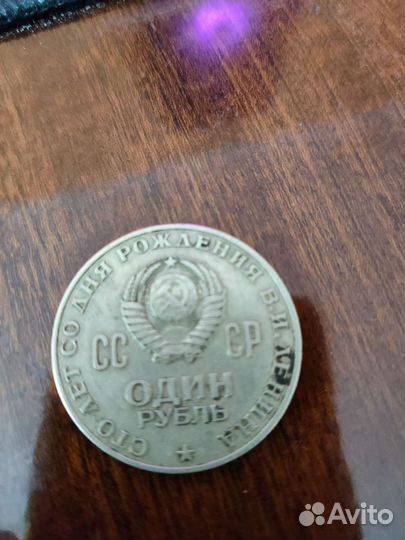 СТО ЛЕТ СО ДНЯ РОЖДЕНИЯ В.И. ЛЕНИНА
СС СР
ОДИН
РУБЛЬ
Avito